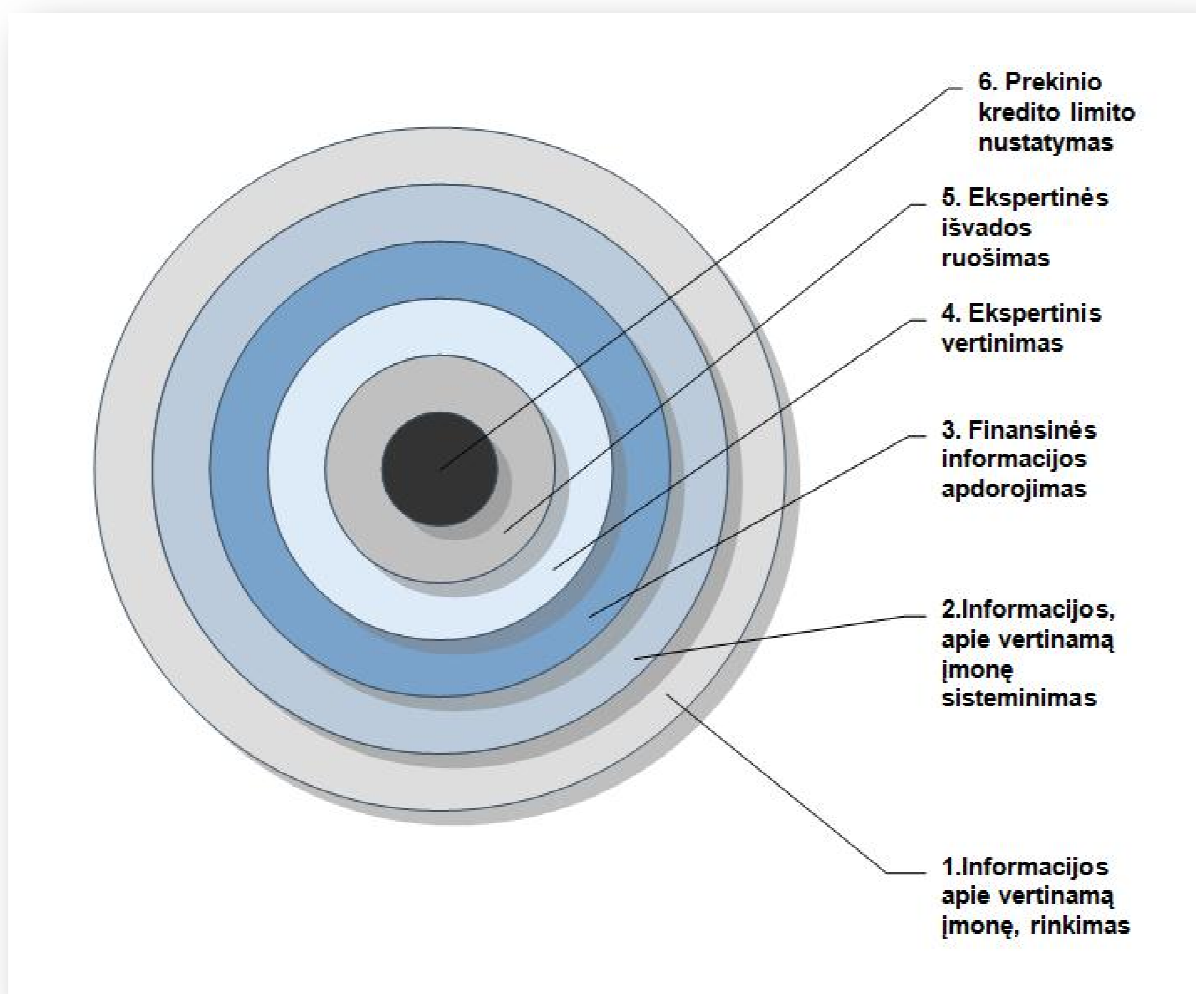 6. Prekinio
kredito limito
nustatymas
5. Ekspertinės
išvados
ruošimas
4. Ekspertinis
vertinimas
3. Finansinės
informacijos
apdorojimas
2.Informacijos,
apie vertinamą
įmonę
sisteminimas
1.Informacijos
apie vertinamą
įmonę, rinkimas